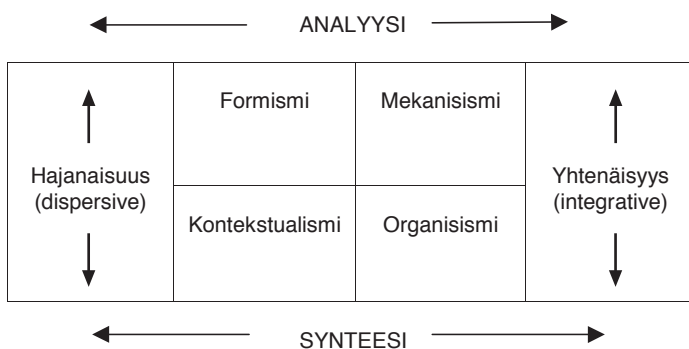 ANALYYSI
Formismi
Mekanisismi
Hajanaisuus
(dispersive)
Yhtenäisyys
(integrative)
Kontekstualismi
Organisismi
SYNTEESI